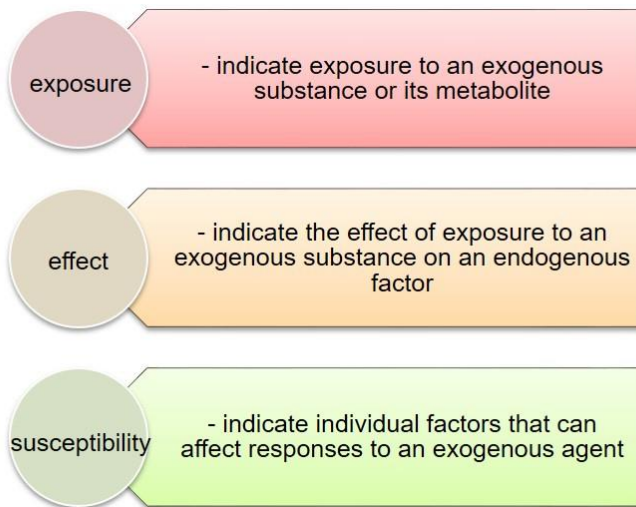 exposure
- indicate exposure to an exogenous
substance or its metabolite
effect
- indicate the effect of exposure to an
exogenous substance on an endogenous
factor
susceptibility
- indicate individual factors that can
affect responses to an exogenous agent